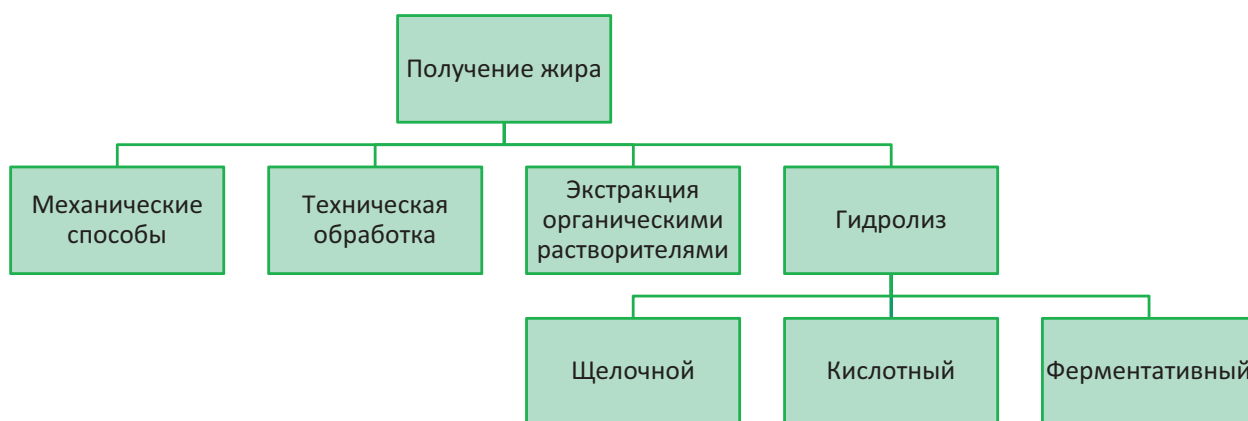 Получение жира
Механические
способы
Техническая
обработка
Экстракция
органическими
растворителями
Гидролиз
Щелочной
Кислотный
Ферментативный